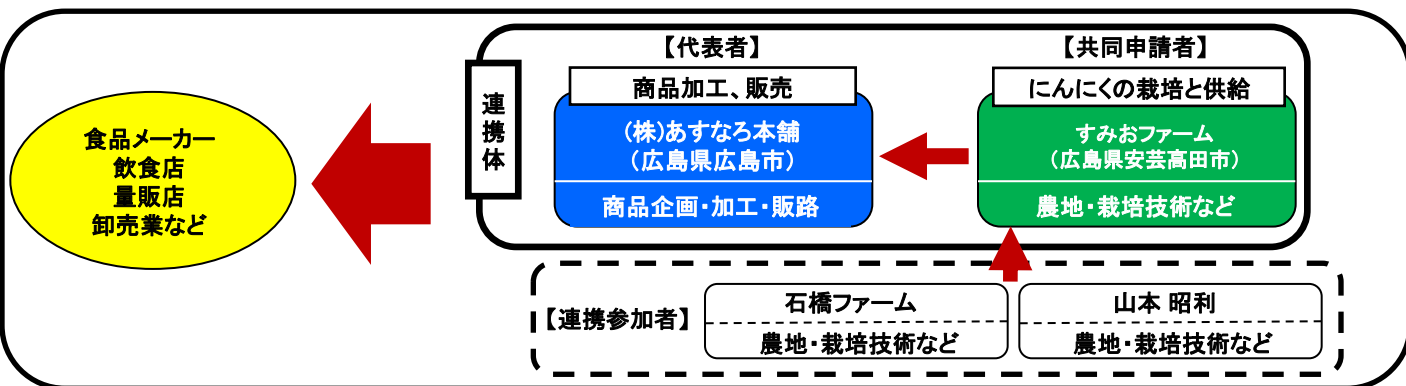 食品メーカー
飲食店
量販店
卸売業など
連携体
【代表者】
商品加工、販売
(株)あすなろ本舗
(広島県広島市)
商品企画・加工・販路
【共同申請者】
にんにくの栽培と供給
すみおファーム
(広島県安芸高田市)
農地・栽培技術など
【連携参加者】
石橋ファーム
農地・栽培技術など
山本 昭利
農地・栽培技術など